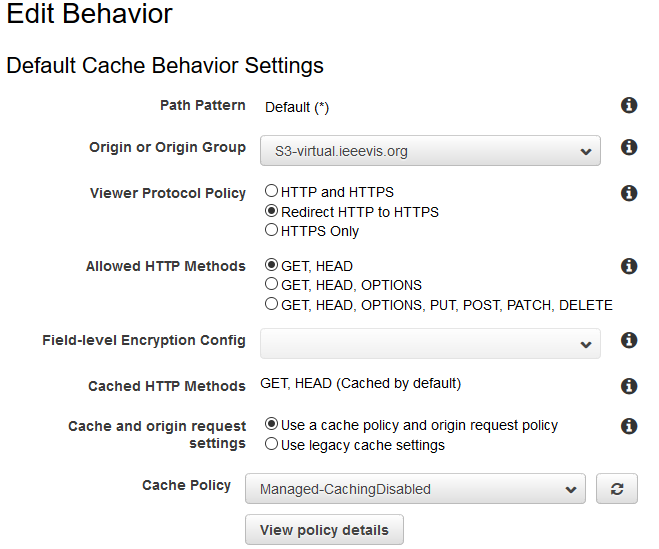 Edit Behavior
Default Cache Behavior Settings
Path Pattern Default (*)
Origin or Origin Group S3-virtual.ieeevis.org
Viewer Protocol Policy HTTP and HTTPS
Redirect HTTP to HTTPS
HTTPS Only
Allowed HTTP Methods GET, HEAD
GET, HEAD, OPTIONS
GET, HEAD, OPTIONS, PUT, POST, PATCH, DELETE
Field-level Encryption Config
Cached HTTP Methods GET, HEAD (Cached by default)
Cache and origin request Use a cache policy and origin request policy
settings Use legacy cache settings
Cache Policy Managed-CachingDisabled
View policy details